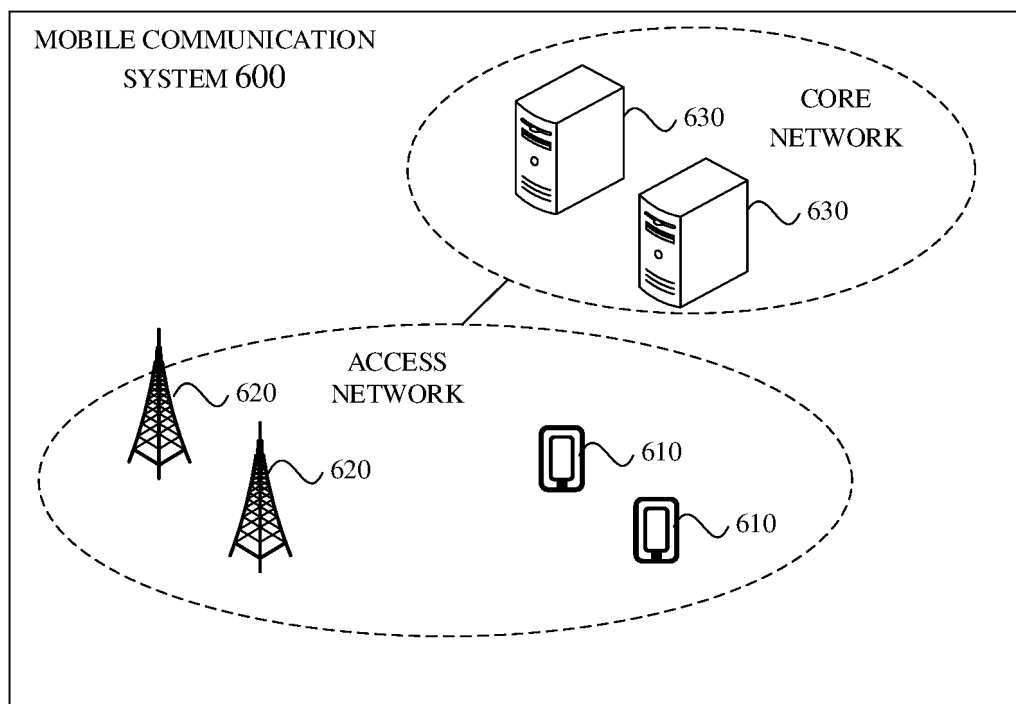 MOBILE COMMUNICATION
SYSTEM 600
630
CORE
NETWORK
630
ACCESS
NETWORK
620
620
610
610